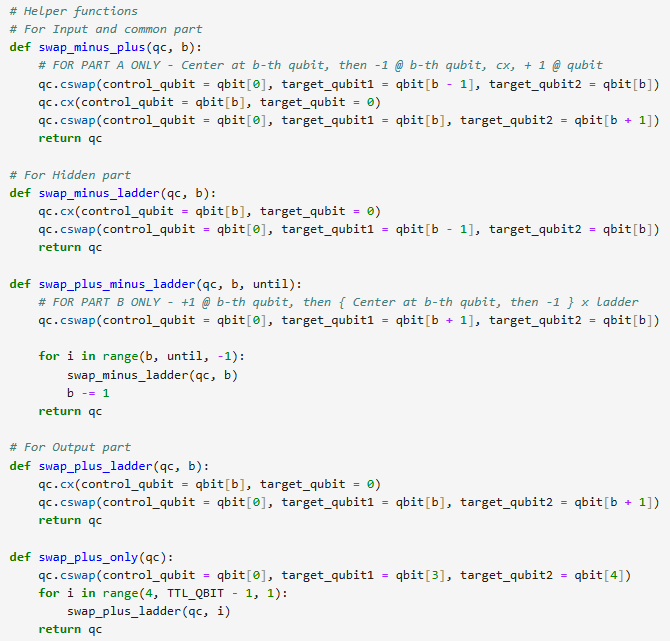 # Helper functions
# For Input and common part
def swap_minus_plus(qc, b):
    # FOR PART A ONLY - Center at b-th qubit, then -1 @ b-th qubit, cx, + 1 @ qubit
    qc.cswap(control_qubit = qbit[0], target_qubit1 = qbit[b - 1], target_qubit2 = qbit[b])
    qc.cx(control_qubit = qbit[b], target_qubit = 0)
    qc.cswap(control_qubit = qbit[0], target_qubit1 = qbit[b], target_qubit2 = qbit[b + 1])
    return qc

# For Hidden part
def swap_minus_ladder(qc, b):
    qc.cx(control_qubit = qbit[b], target_qubit = 0)
    qc.cswap(control_qubit = qbit[0], target_qubit1 = qbit[b - 1], target_qubit2 = qbit[b])
    return qc

def swap_plus_minus_ladder(qc, b, until):
    # FOR PART B ONLY - +1 @ b-th qubit, then { Center at b-th qubit, then -1 } x ladder
    qc.cswap(control_qubit = qbit[0], target_qubit1 = qbit[b + 1], target_qubit2 = qbit[b])

    for i in range(b, until, -1):
        swap_minus_ladder(qc, b)
        b -= 1
    return qc

# For Output part
def swap_plus_ladder(qc, b):
    qc.cx(control_qubit = qbit[b], target_qubit = 0)
    qc.cswap(control_qubit = qbit[0], target_qubit1 = qbit[b], target_qubit2 = qbit[b + 1])
    return qc

def swap_plus_only(qc):
    qc.cswap(control_qubit = qbit[0], target_qubit1 = qbit[3], target_qubit2 = qbit[4])
    for i in range(4, TTL_QBIT - 1, 1):
        swap_plus_ladder(qc, i)
    return qc